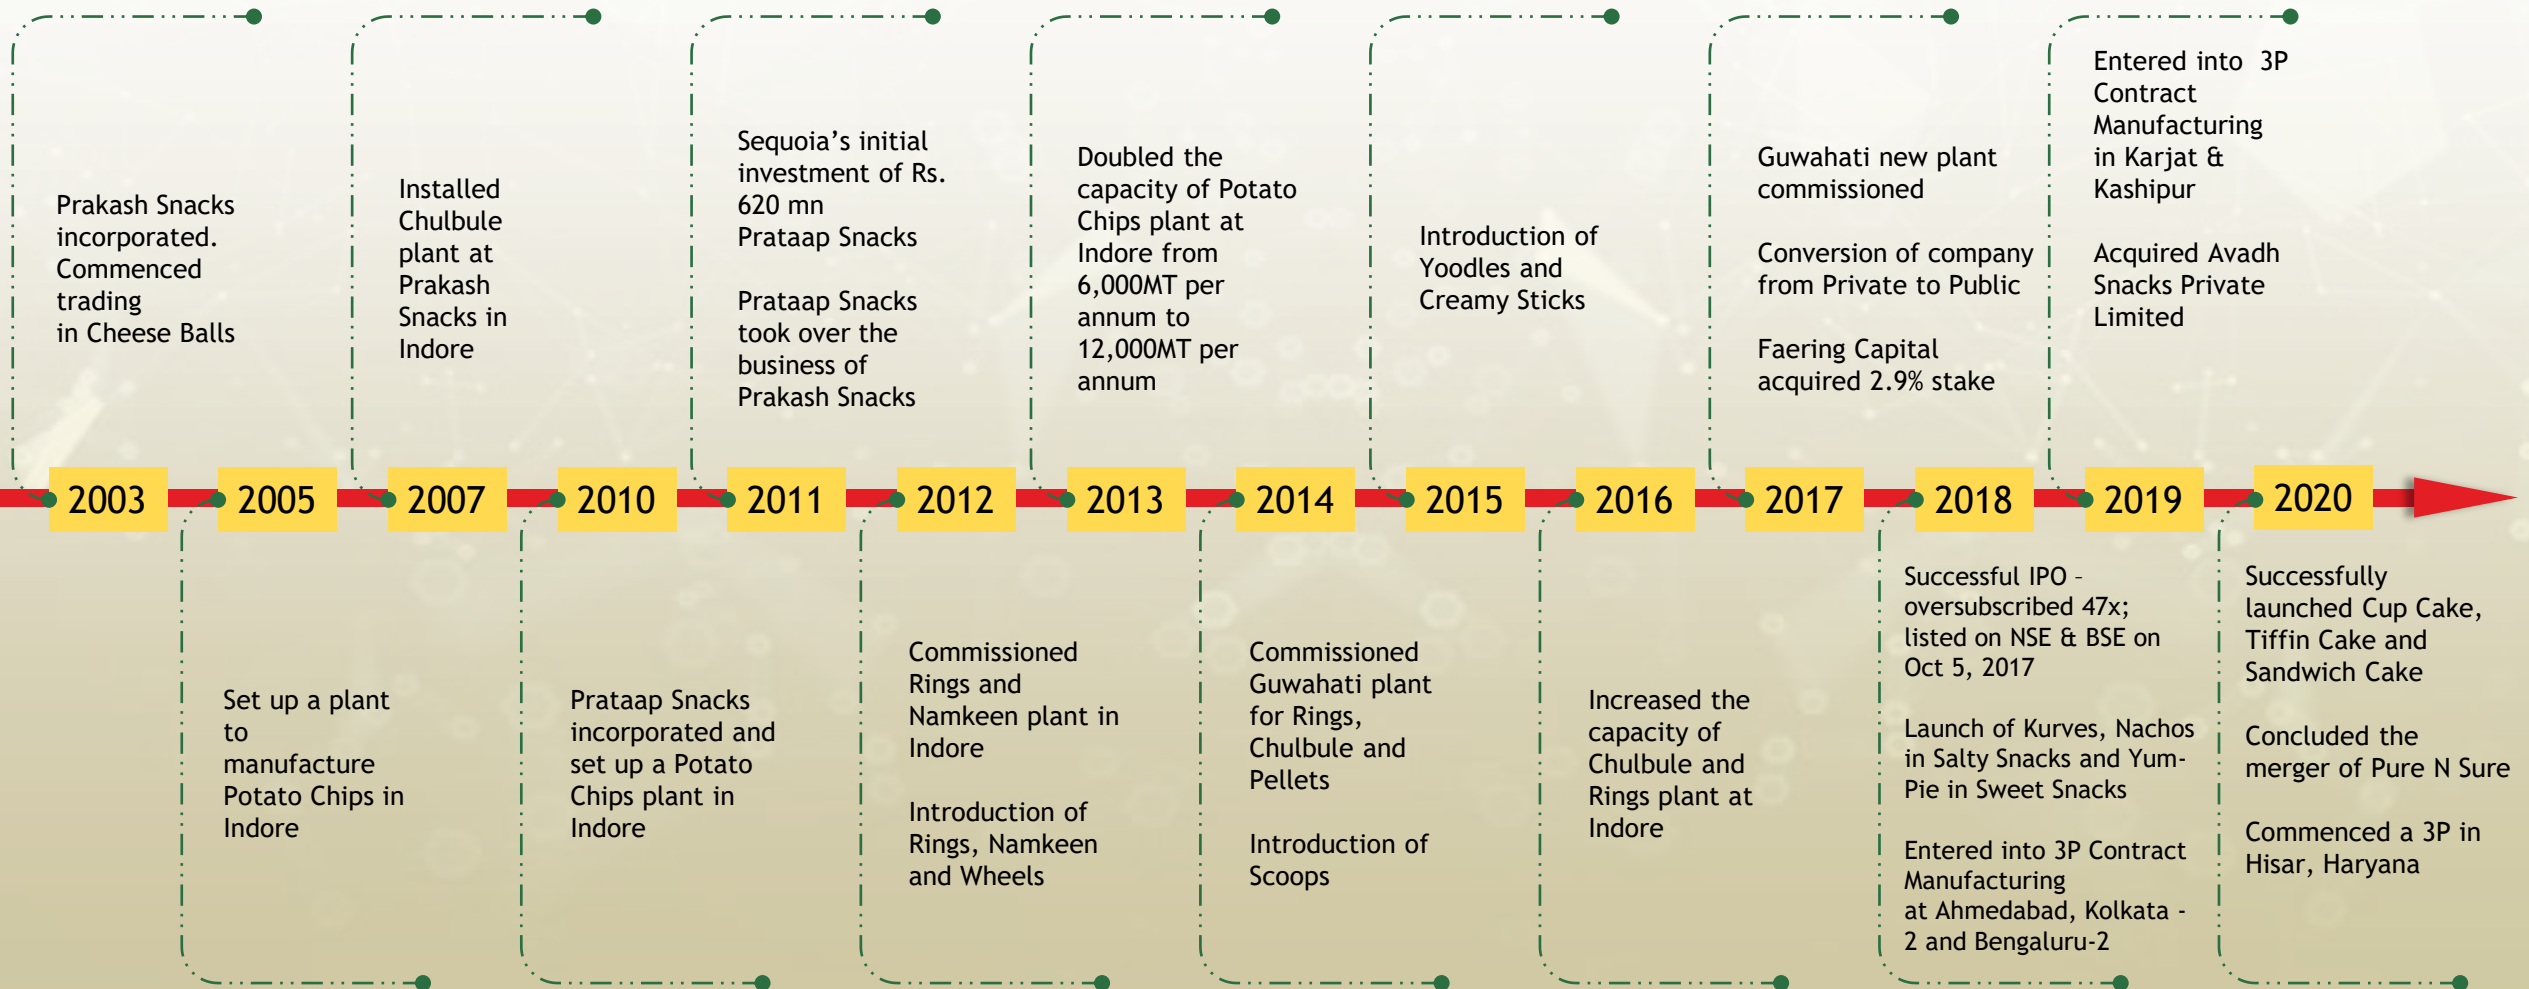 Prakash Snacks
incorporated.
Commenced
trading
in Cheese Balls
Installed
Chulbule
plant at
Prakash
Snacks in
Indore
Sequoia’s initial
investment of Rs.
620 mn
Prataap Snacks
Prataap Snacks
took over the
business of
Prakash Snacks
Doubled the
capacity of Potato
Chips plant at
Indore from
6,000MT per
annum to
12,000MT per
annum
Introduction of
Yoodles and
Creamy Sticks
Guwahati new plant
commissioned
Conversion of company
from Private to Public
Faering Capital
acquired 2.9% stake
Entered into 3P
Contract
Manufacturing
in Karjat &
Kashipur
Acquired Avadh
Snacks Private
Limited
2003
2005
2007
2010
2011
2012
2013
2014
2015
2016
2017
2018
2019
2020
Set up a plant
to
manufacture
Potato Chips in
Indore
Prataap Snacks
incorporated and
set up a Potato
Chips plant in
Indore
Commissioned
Rings and
Namkeen plant in
Indore
Introduction of
Rings, Namkeen
and Wheels
Commissioned
Guwahati plant
for Rings,
Chulbule and
Pellets
Introduction of
Scoops
Increased the
capacity of
Chulbule and
Rings plant at
Indore
Successful IPO –
oversubscribed 47x;
listed on NSE & BSE on
Oct 5, 2017
Launch of Kurves, Nachos
in Salty Snacks and Yum-
Pie in Sweet Snacks
Entered into 3P Contract
Manufacturing
at Ahmedabad, Kolkata -
2 and Bengaluru-2
Successfully
launched Cup Cake,
Tiffin Cake and
Sandwich Cake
Concluded the
merger of Pure N Sure
Commenced a 3P in
Hisar, Haryana